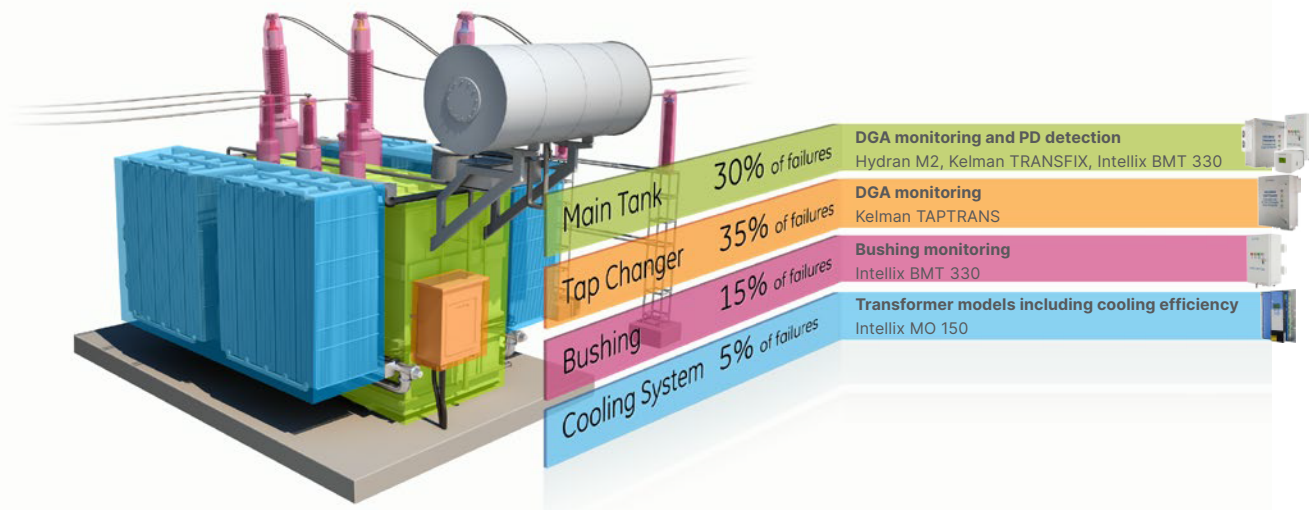 Main Tank 30% of failures
DGA monitoring and PD detection
Hydran M2, Kelman TRANSFIX, Intellix BMT 330
Tap Changer 35% of failures
DGA monitoring
Kelman TAPTRANS
Bushing 15% of failures
Bushing monitoring
Intellix BMT 330
Cooling System 5% of failures
Transformer models including cooling efficiency
Intellix MO 150